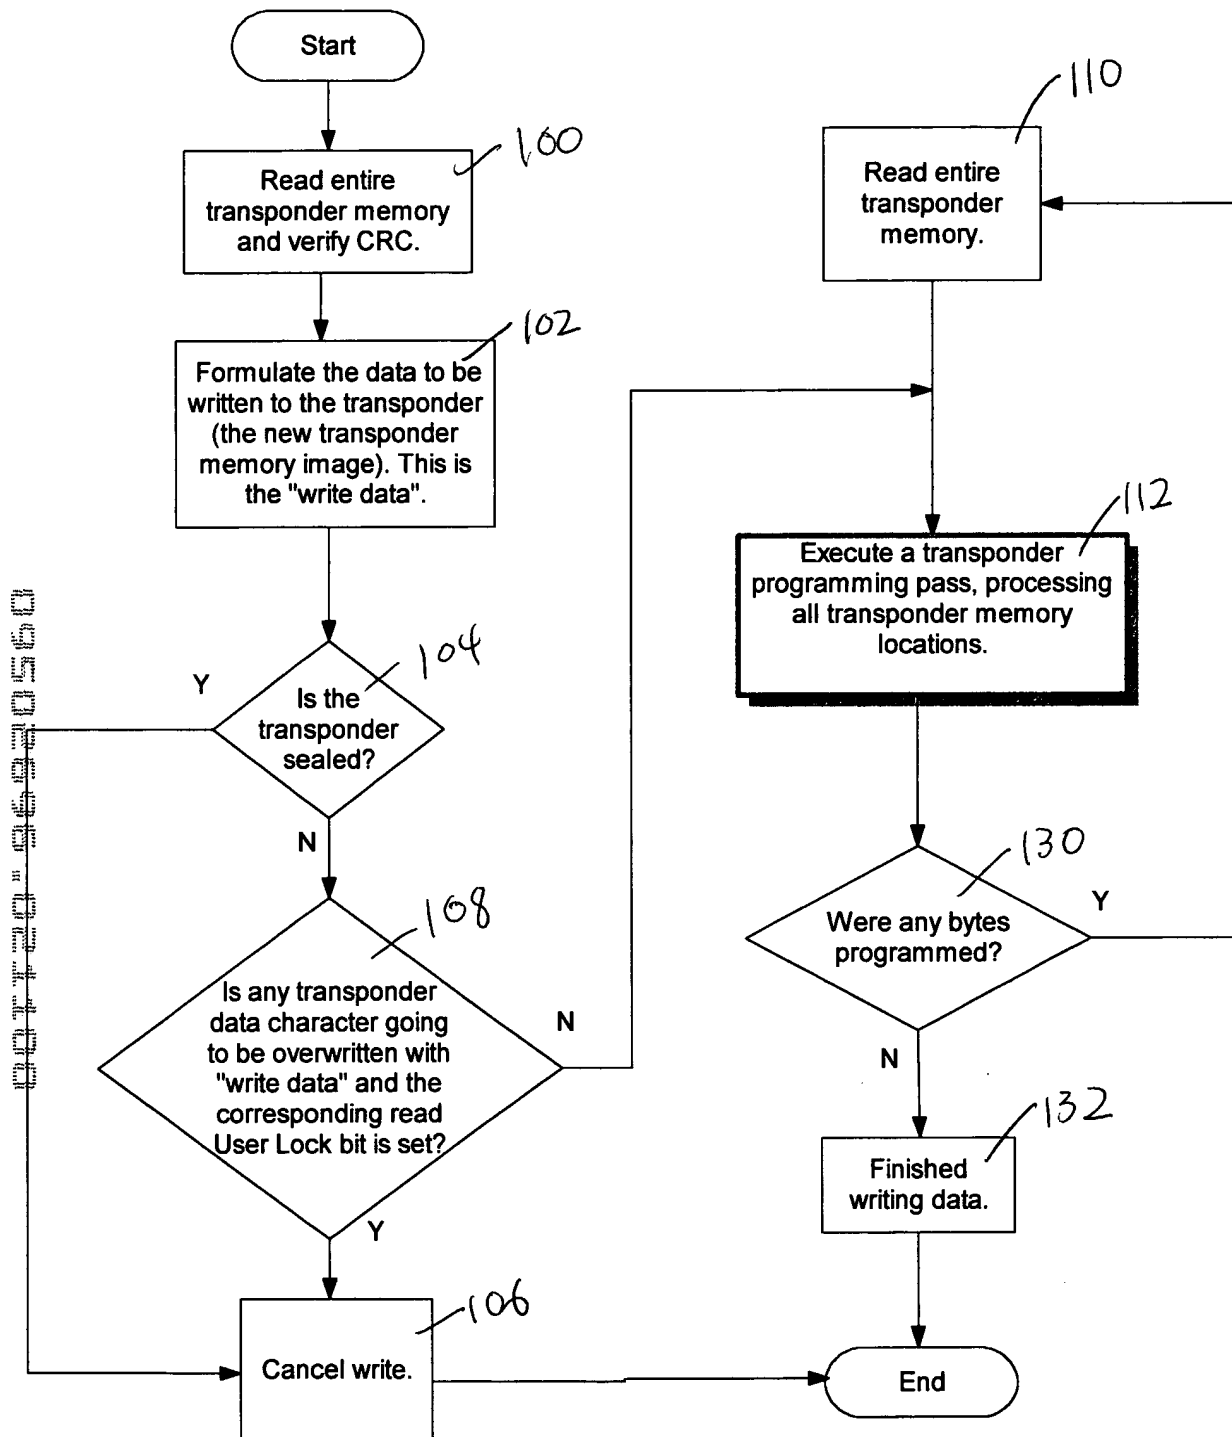 Start
100
Read entire
transponder memory
and verify CRC.
102
Formulate the data to be
written to the transponder
(the new transponder
memory image). This is
the "write data".
104
Y
Is the
transponder
sealed?
N
108
Is any transponder
data character going
to be overwritten with
"write data" and the
corresponding read
User Lock bit is set?
N
Y
106
Cancel write.
110
Read entire
transponder
memory.
112
Execute a transponder
programming pass, processing
all transponder memory
locations.
130
Were any bytes
programmed?
Y
N
132
Finished
writing data.
End